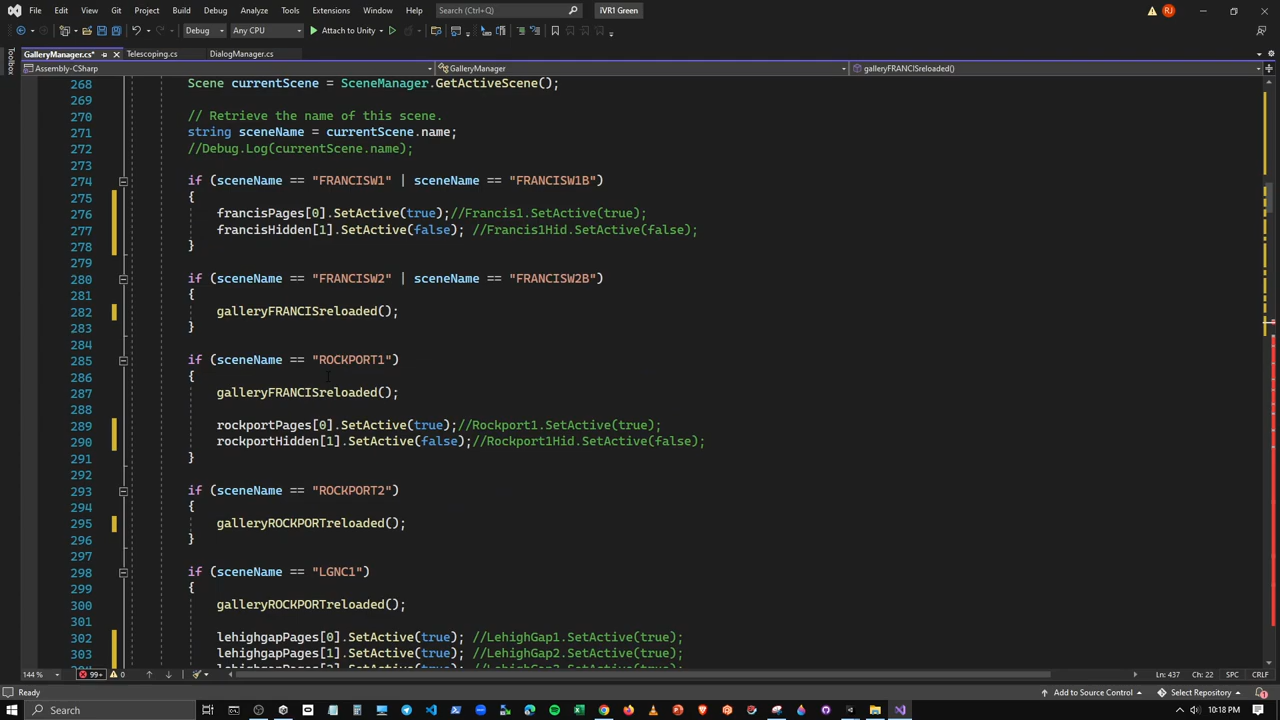 File Edit View Git Project Build Debug Analyze Tools Extensions Window Help Search (Ctrl+Q) iVR1 Green RJ
Debug Any CPU Attach to Unity
GalleryManager.cs* Telescoping.cs DialogManager.cs
Toolbox
Assembly-CSharp GalleryManager galleryFRANCISreloaded()
268 Scene currentScene = SceneManager.GetActiveScene();
269
270 // Retrieve the name of this scene.
271 string sceneName = currentScene.name;
272 //Debug.Log(currentScene.name);
273
274 if (sceneName == "FRANCISW1" | sceneName == "FRANCISW1B")
275 {
276 francisPages[0].SetActive(true);//Francis1.SetActive(true);
277 francisHidden[1].SetActive(false); //Francis1Hid.SetActive(false);
278 }
279
280 if (sceneName == "FRANCISW2" | sceneName == "FRANCISW2B")
281 {
282 galleryFRANCISreloaded();
283 }
284
285 if (sceneName == "ROCKPORT1")
286 {
287 galleryFRANCISreloaded();
288
289 rockportPages[0].SetActive(true);//Rockport1.SetActive(true);
290 rockportHidden[1].SetActive(false);//Rockport1Hid.SetActive(false);
291 }
292
293 if (sceneName == "ROCKPORT2")
294 {
295 galleryROCKPORTreloaded();
296 }
297
298 if (sceneName == "LGNC1")
299 {
300 galleryROCKPORTreloaded();
301
302 lehighgapPages[0].SetActive(true); //LehighGap1.SetActive(true);
303 lehighgapPages[1].SetActive(true); //LehighGap2.SetActive(true);
144 % 99+ 0 Ln: 437 Ch: 22 SPC CRLF
Ready Add to Source Control Select Repository
Search 10:18 PM